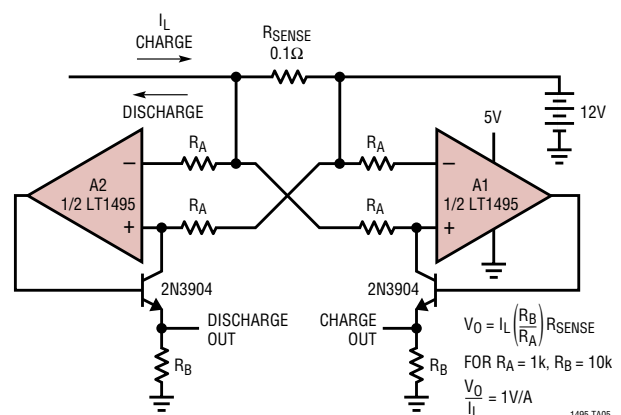 I_L
CHARGE
DISCHARGE
R_SENSE
0.1Ω
12V
5V
R_A
R_A
R_A
R_A
–
A2
1/2 LT1495
+
–
A1
1/2 LT1495
+
2N3904
2N3904
DISCHARGE
OUT
CHARGE
OUT
R_B
R_B
V_O = I_L (R_B/R_A) R_SENSE
FOR R_A = 1k, R_B = 10k
V_O/I_L = 1V/A
1495 TA05